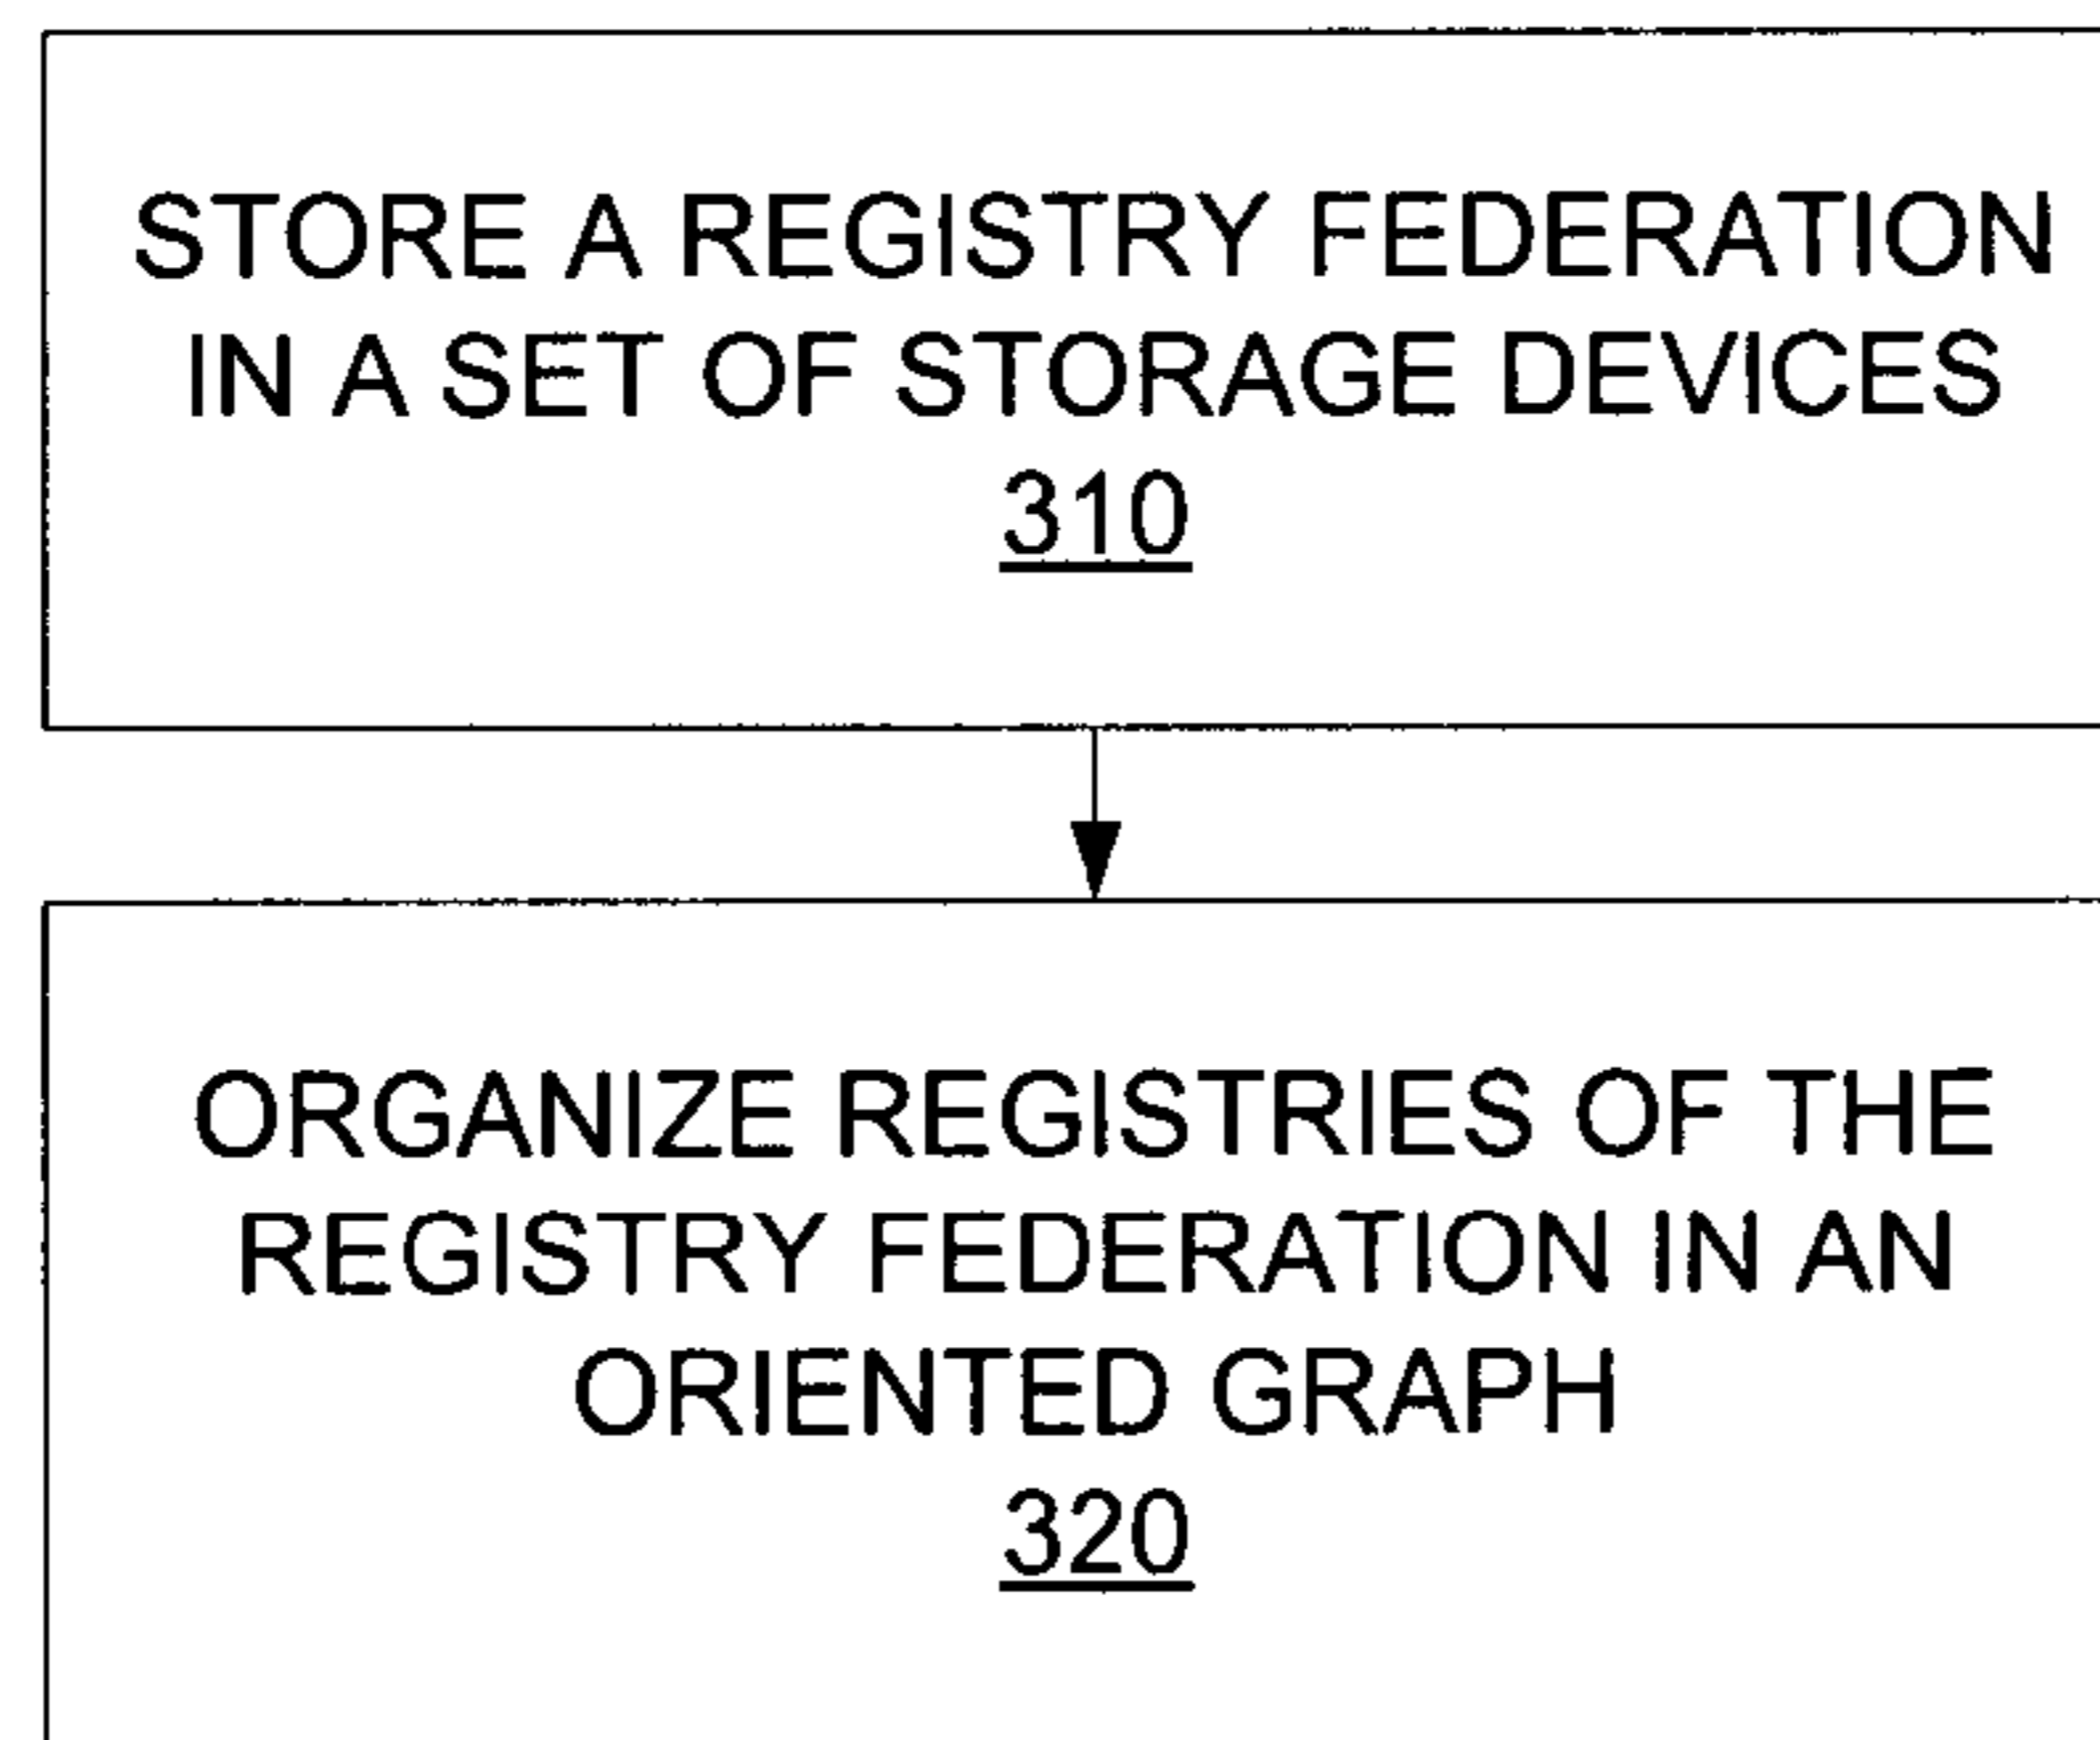 STORE A REGISTRY FEDERATION
IN A SET OF STORAGE DEVICES
310
ORGANIZE REGISTRIES OF THE
REGISTRY FEDERATION IN AN
ORIENTED GRAPH
320